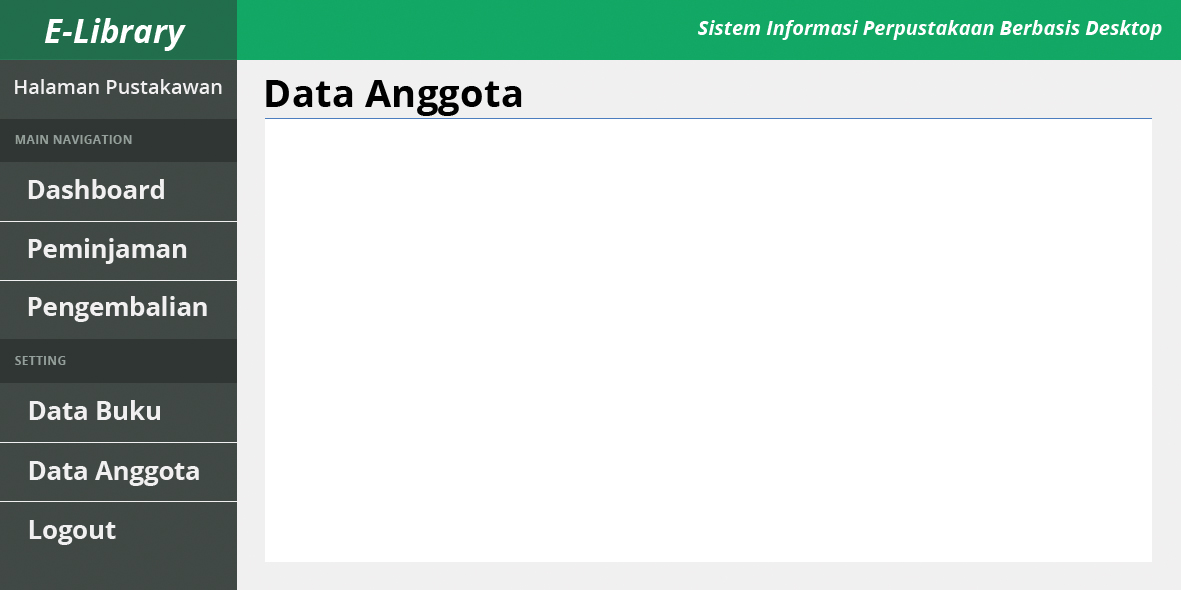 E-Library
Sistem Informasi Perpustakaan Berbasis Desktop
Halaman Pustakawan
MAIN NAVIGATION
Dashboard
Peminjaman
Pengembalian
SETTING
Data Buku
Data Anggota
Logout
Data Anggota